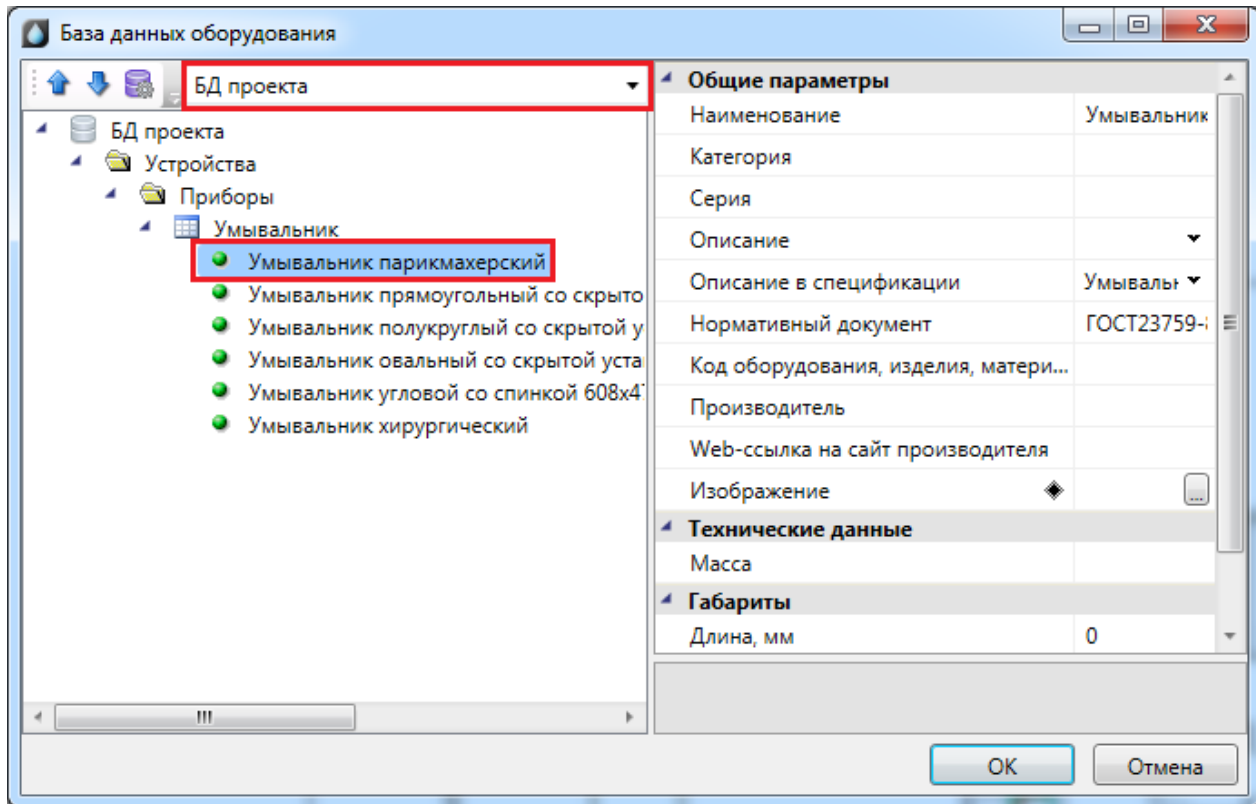 База данных оборудования
БД проекта
БД проекта
Устройства
Приборы
Умывальник
Умывальник парикмахерский
Умывальник прямоугольный со скрыто
Умывальник полукруглый со скрытой у
Умывальник овальный со скрытой уста
Умывальник угловой со спинкой 608х4
Умывальник хирургический
Общие параметры
Наименование Умывальник
Категория
Серия
Описание
Описание в спецификации Умывальн
Нормативный документ ГОСТ23759-
Код оборудования, изделия, матери...
Производитель
Web-ссылка на сайт производителя
Изображение ...
Технические данные
Масса
Габариты
Длина, мм 0
ОК Отмена